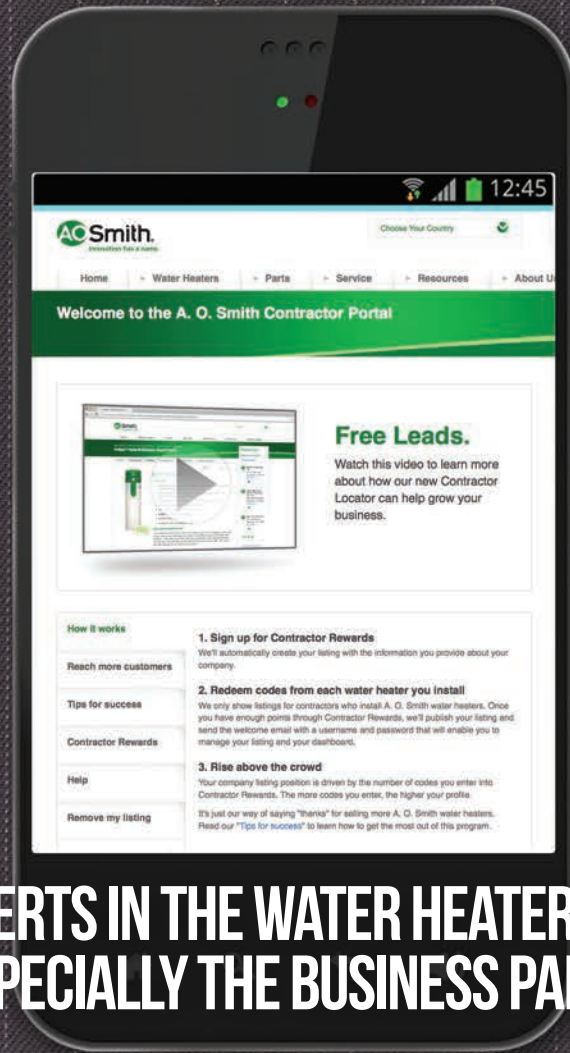 12:45
AO Smith.
Innovation has a name.
Choose Your Country
Home Water Heaters Parts Service Resources About U
Welcome to the A. O. Smith Contractor Portal
Free Leads.
Watch this video to learn more
about how our new Contractor
Locator can help grow your
business.
How it works
Reach more customers
Tips for success
Contractor Rewards
Help
Remove my listing
1. Sign up for Contractor Rewards
We'll automatically create your listing with the information you provide about your
company.
2. Redeem codes from each water heater you install
We only show listings for contractors who install A. O. Smith water heaters. Once
you have enough points through Contractor Rewards, we'll publish your listing and
send the welcome email with a username and password that will enable you to
manage your listing and your dashboard.
3. Rise above the crowd
Your company listing position is driven by the number of codes you enter into
Contractor Rewards. The more codes you enter, the higher your profile.
It's just our way of saying "thanks" for selling more A. O. Smith water heaters.
Read our "Tips for success" to learn how to get the most out of this program.
ERTS IN THE WATER HEATER
PECIALLY THE BUSINESS PA